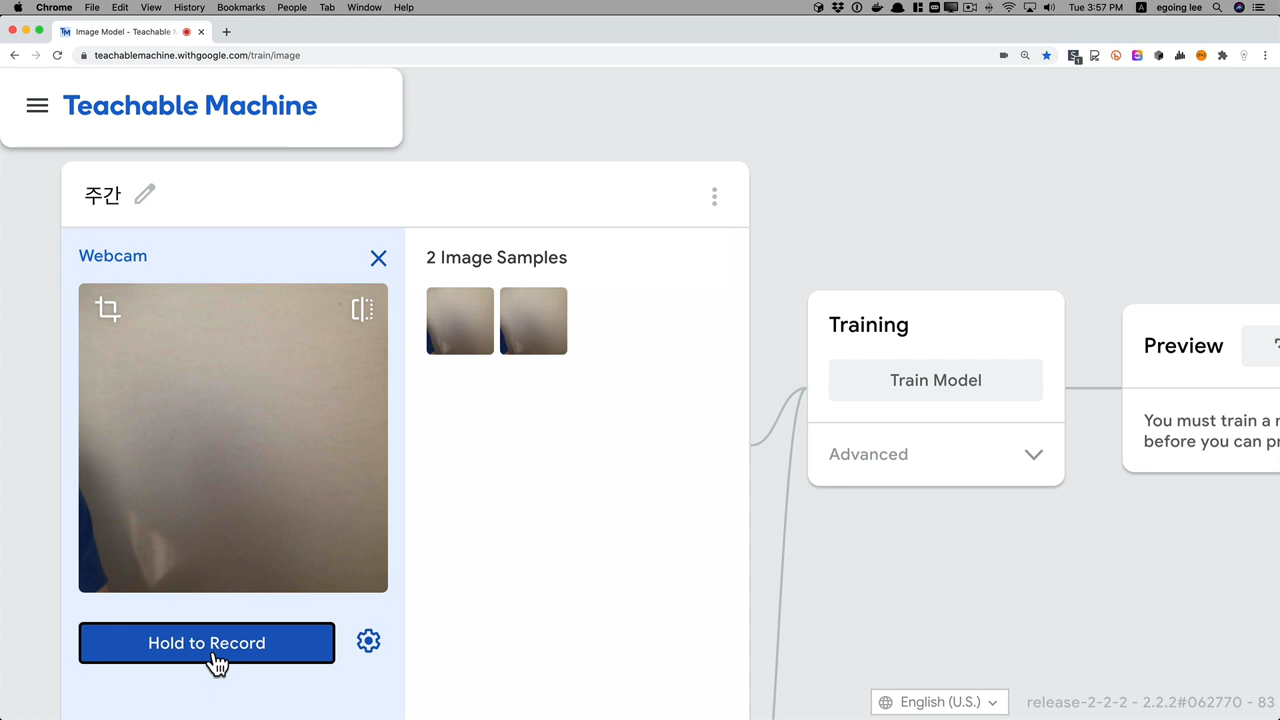 Chrome File Edit View History Bookmarks People Tab Window Help
Tue 3:57 PM egoing lee
Image Model - Teachable M
teachablemachine.withgoogle.com/train/image
Teachable Machine
주간
Webcam
2 Image Samples
Hold to Record
Training
Train Model
Advanced
Preview
You must train a
before you can
English (U.S.)
release-2-2-2 - 2.2.2#062770 - 83